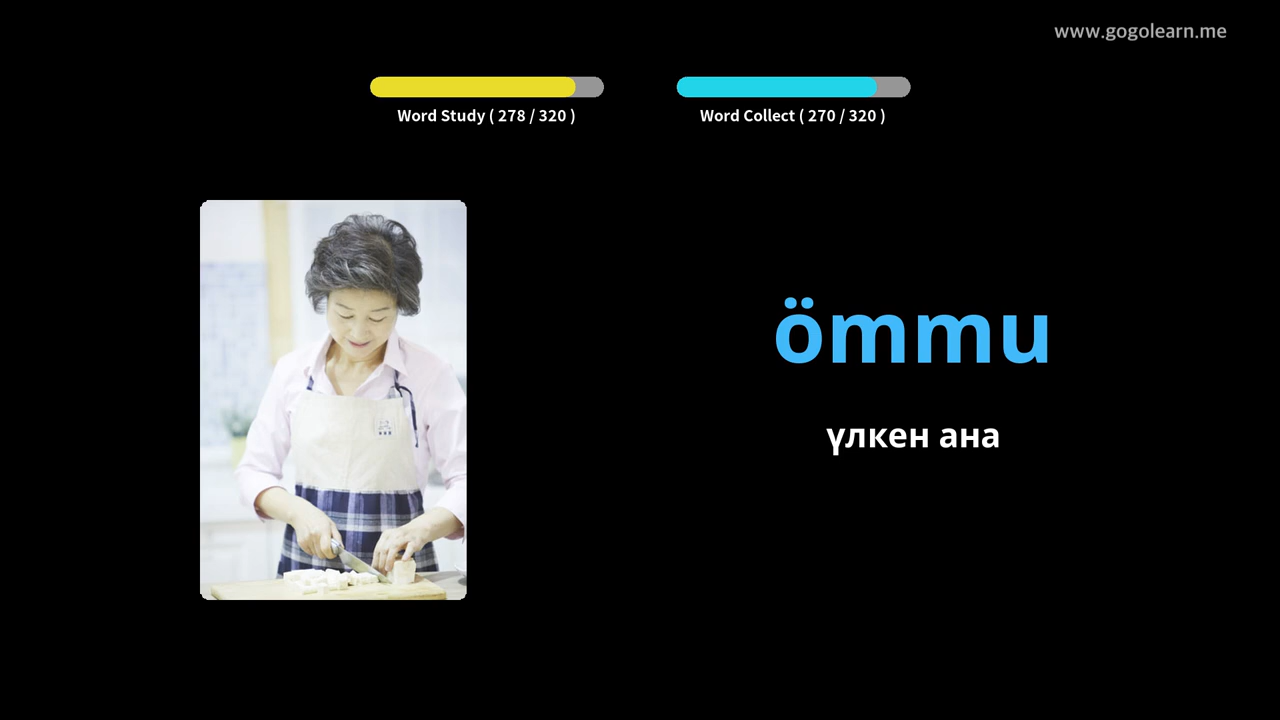 www.gogolearn.me
Word Study ( 278 / 320 )
Word Collect ( 270 / 320 )
ömmu
үлкен ана